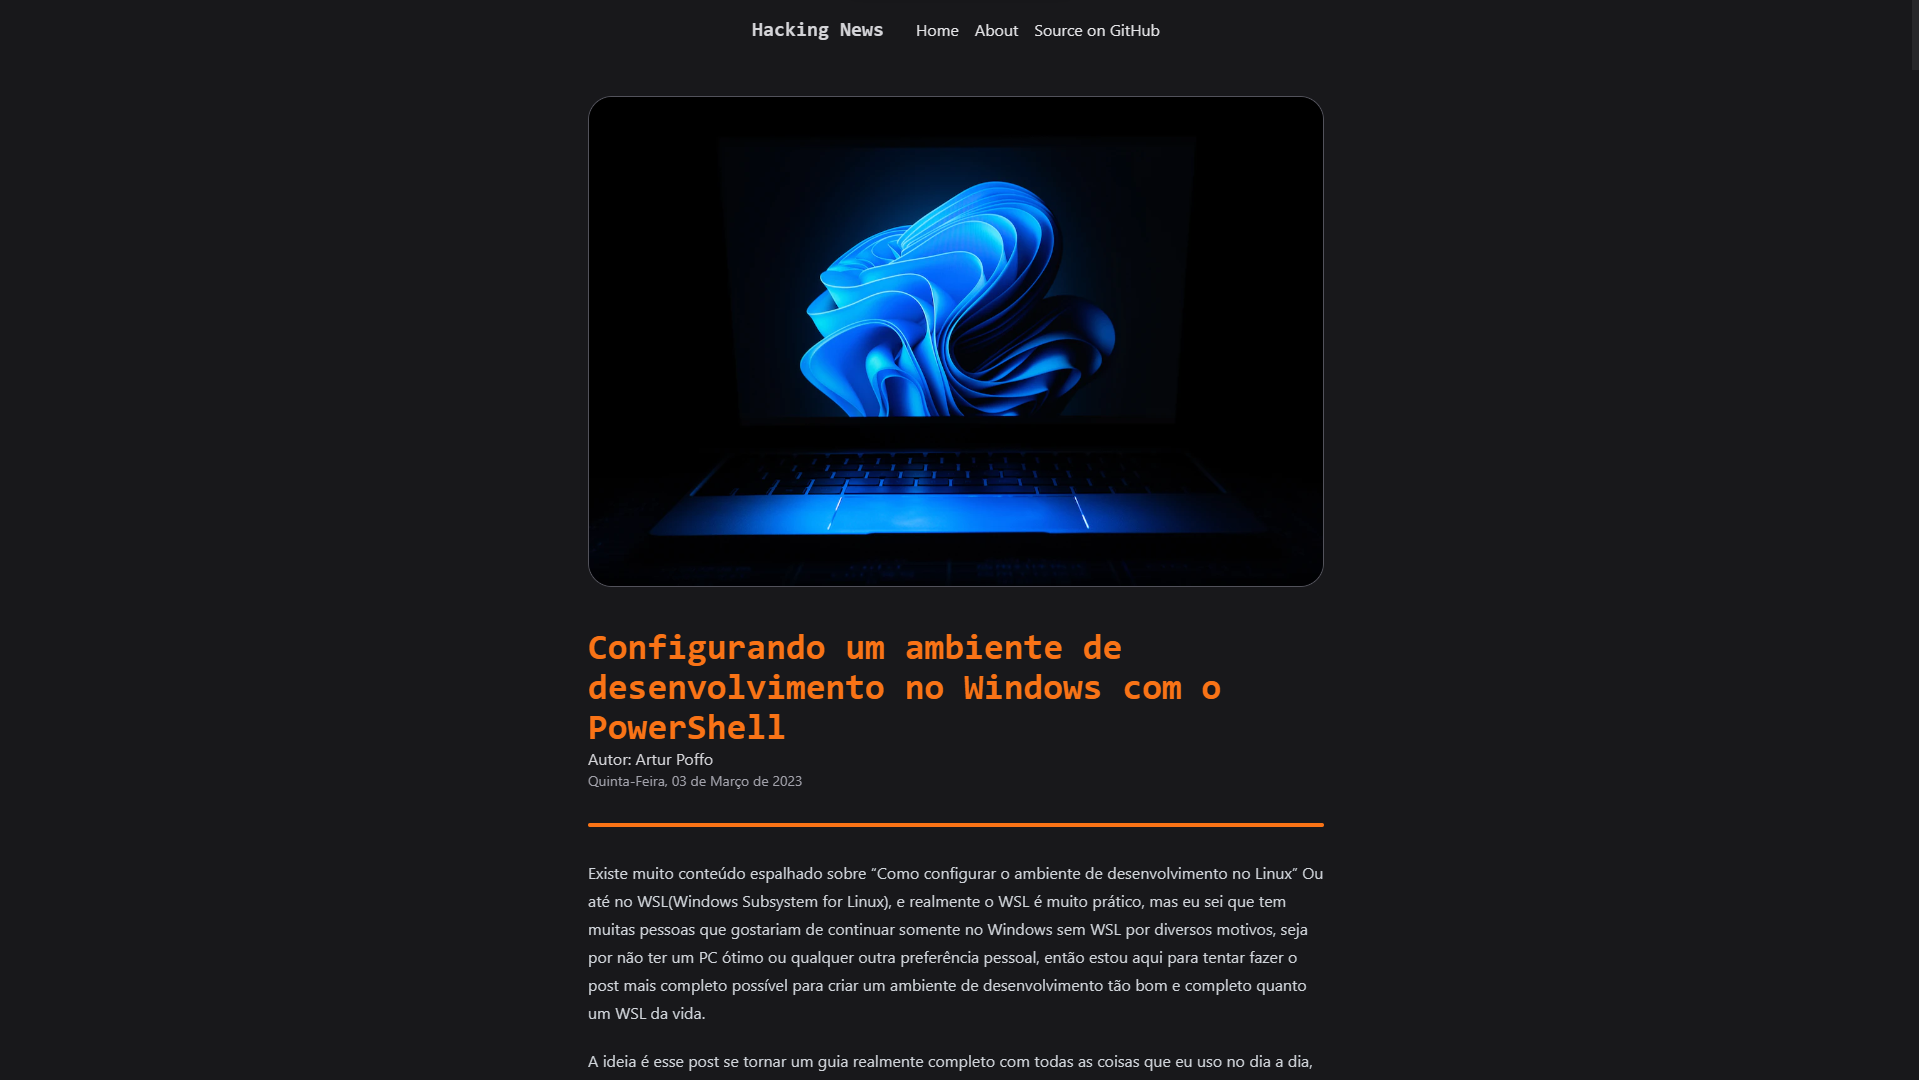 Hacking News Home About Source on GitHub
Configurando um ambiente de
desenvolvimento no Windows com o
PowerShell
Autor: Artur Poffo
Quinta-Feira, 03 de Março de 2023
Existe muito conteúdo espalhado sobre “Como configurar o ambiente de desenvolvimento no Linux” Ou
até no WSL(Windows Subsystem for Linux), e realmente o WSL é muito prático, mas eu sei que tem
muitas pessoas que gostariam de continuar somente no Windows sem WSL por diversos motivos, seja
por não ter um PC ótimo ou qualquer outra preferência pessoal, então estou aqui para tentar fazer o
post mais completo possível para criar um ambiente de desenvolvimento tão bom e completo quanto
um WSL da vida.
A ideia é esse post se tornar um guia realmente completo com todas as coisas que eu uso no dia a dia,